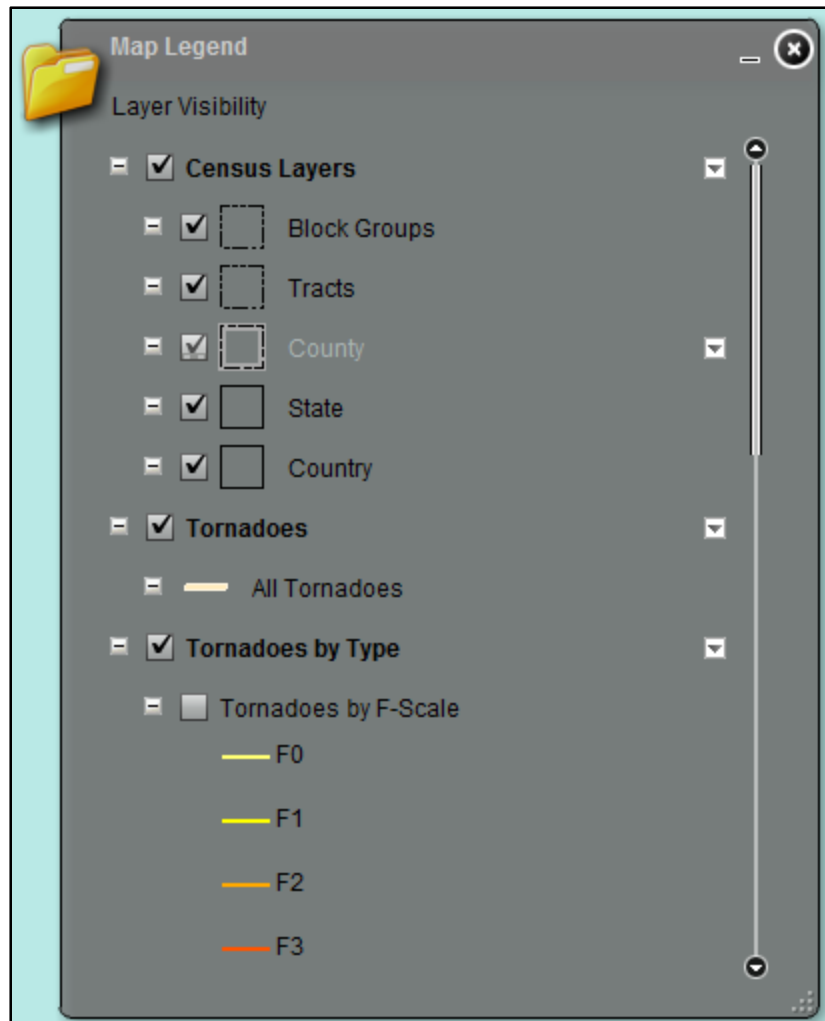 Map Legend
Layer Visibility
Census Layers
Block Groups
Tracts
County
State
Country
Tornadoes
All Tornadoes
Tornadoes by Type
Tornadoes by F-Scale
F0
F1
F2
F3